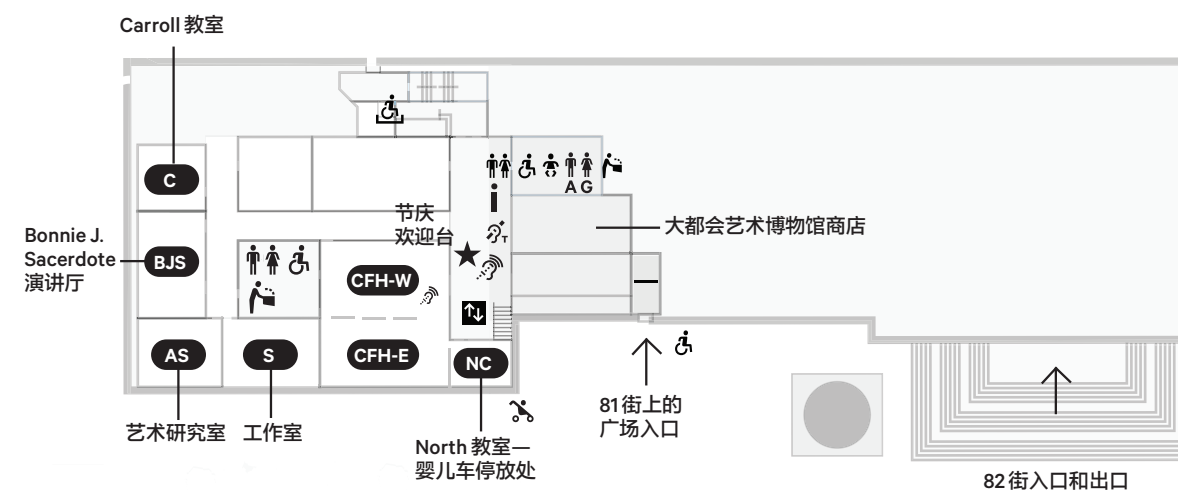 Carroll 教室
C
A G
节庆
欢迎台
T
大都会艺术博物馆商店
Bonnie J.
Sacerdote
演讲厅
BJS
CFH-W
AS
S
CFH-E
NC
81 街上的
广场入口
艺术研究室
工作室
North 教室—
婴儿车停放处
82 街入口和出口